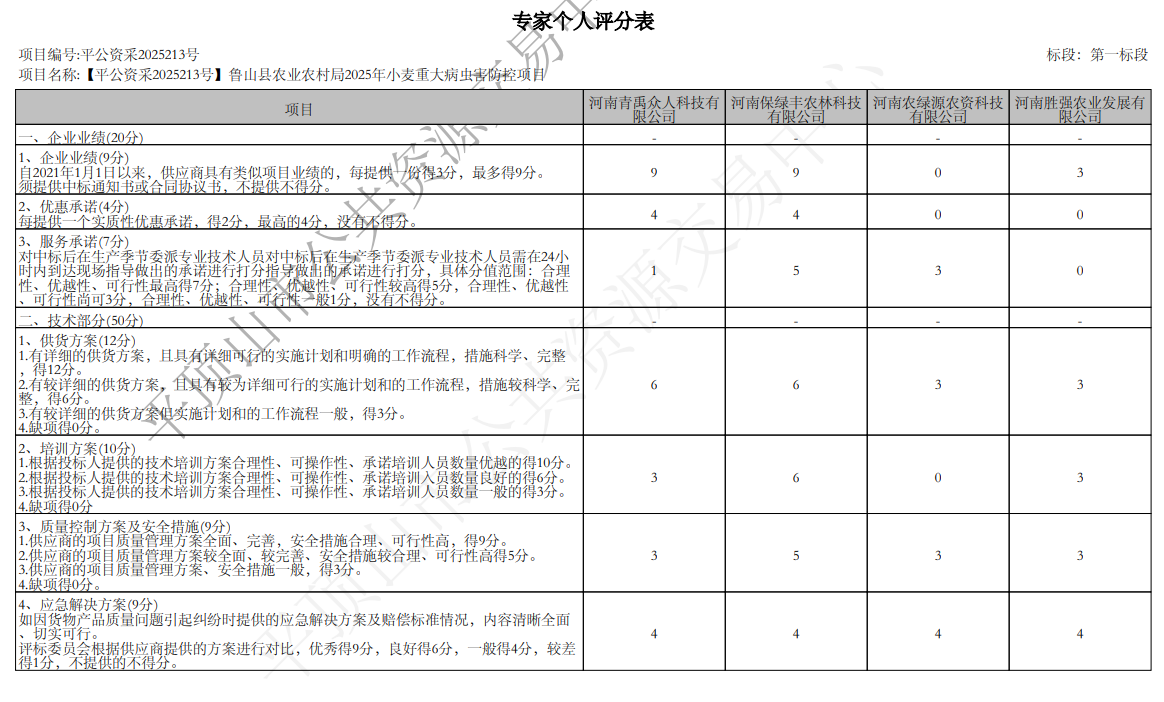 专家个人评分表
项目编号:平公资采2025213号
标段：第一标段
项目名称:【平公资采2025213号】鲁山县农业农村局2025年小麦重大病虫害防控项目
项目 河南青禹众人科技有限公司 河南保绿丰农林科技有限公司 河南农绿源农资科技有限公司 河南胜强农业发展有限公司
一、企业业绩(20分) - - - -
1、企业业绩(9分)
自2021年1月1日以来，供应商具有类似项目业绩的，每提供一份得3分，最多得9分。
须提供中标通知书或合同协议书，不提供不得分。
9 9 0 3
2、优惠承诺(4分)
每提供一个实质性优惠承诺，得2分，最高的4分，没有不得分。
4 4 0 0
3、服务承诺(7分)
对中标后在生产季节委派专业技术人员对中标后在生产季节委派专业技术人员需在24小
时内到达现场指导做出的承诺进行打分指导做出的承诺进行打分，具体分值范围：合理
性、优越性、可行性最高得7分；合理性、优越性、可行性较高得5分，合理性、优越性
、可行性尚可3分，合理性、优越性、可行性一般1分，没有不得分。
1 5 3 0
二、技术部分(50分) - - - -
1、供货方案(12分)
1.有详细的供货方案，且具有详细可行的实施计划和明确的工作流程，措施科学、完整
，得12分。
2.有较详细的供货方案，且具有较为详细可行的实施计划和的工作流程，措施较科学、完
整，得6分。
3.有较详细的供货方案但实施计划和的工作流程一般，得3分。
4.缺项得0分。
6 6 3 3
2、培训方案(10分)
1.根据投标人提供的技术培训方案合理性、可操作性、承诺培训人员数量优越的得10分。
2.根据投标人提供的技术培训方案合理性、可操作性、承诺培训人员数量良好的得6分。
3.根据投标人提供的技术培训方案合理性、可操作性、承诺培训人员数量一般的得3分。
4.缺项得0分
3 6 0 3
3、质量控制方案及安全措施(9分)
1.供应商的项目质量管理方案全面、完善，安全措施合理、可行性高，得9分。
2.供应商的项目质量管理方案较全面、较完善、安全措施较合理、可行性高得5分。
3.供应商的项目质量管理方案、安全措施一般，得3分。
4.缺项得0分。
3 5 3 3
4、应急解决方案(9分)
如因货物产品质量问题引起纠纷时提供的应急解决方案及赔偿标准情况，内容清晰全面
、切实可行。
评标委员会根据供应商提供的方案进行对比，优秀得9分，良好得6分，一般得4分，较差
得1分，不提供的不得分。
4 4 4 4
平顶山市公共资源交易中
平顶山市公共资源交易中心